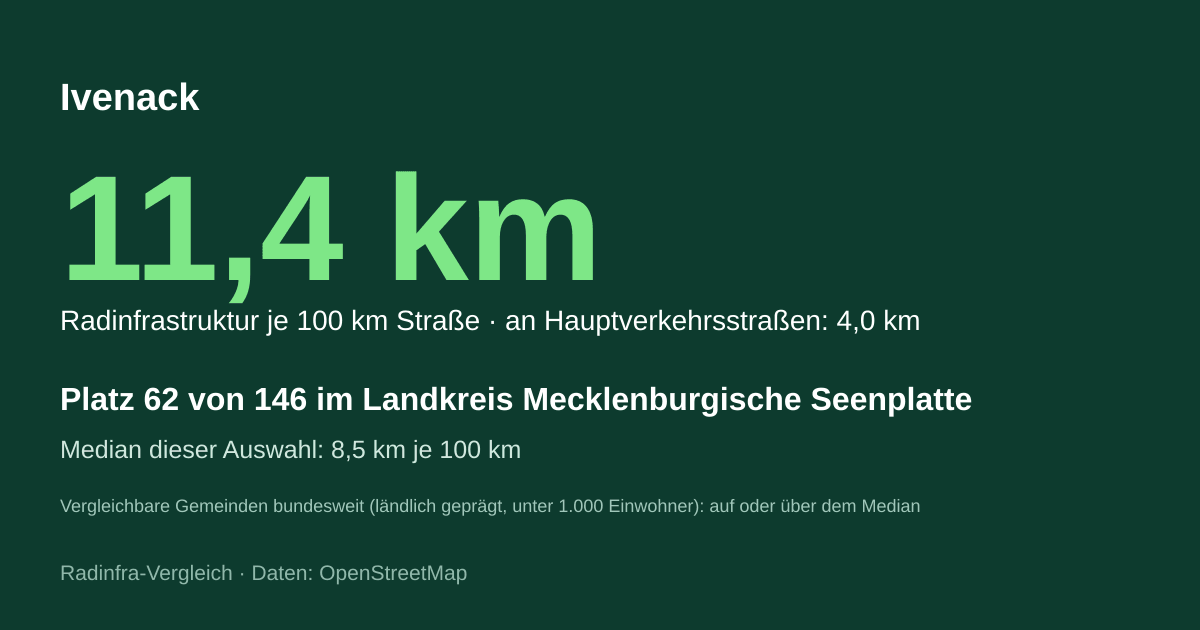 Ivenack
11,4 km
Radinfrastruktur je 100 km Straße · an Hauptverkehrsstraßen: 4,0 km
Platz 62 von 146 im Landkreis Mecklenburgische Seenplatte
Median dieser Auswahl: 8,5 km je 100 km
Vergleichbare Gemeinden bundesweit (ländlich geprägt, unter 1.000 Einwohner): auf oder über dem Median
Radinfra-Vergleich · Daten: OpenStreetMap